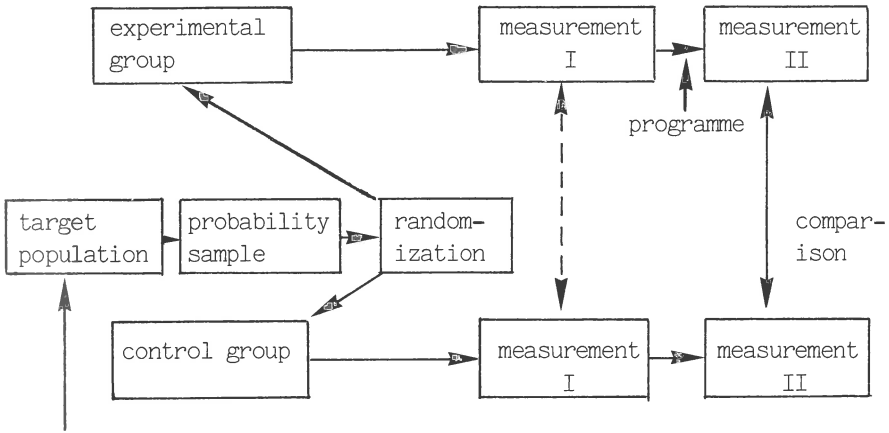 experimental
group
measurement
I
measurement
II
programme
target
population
probability
sample
random-
ization
compar-
ison
control group
measurement
I
measurement
II